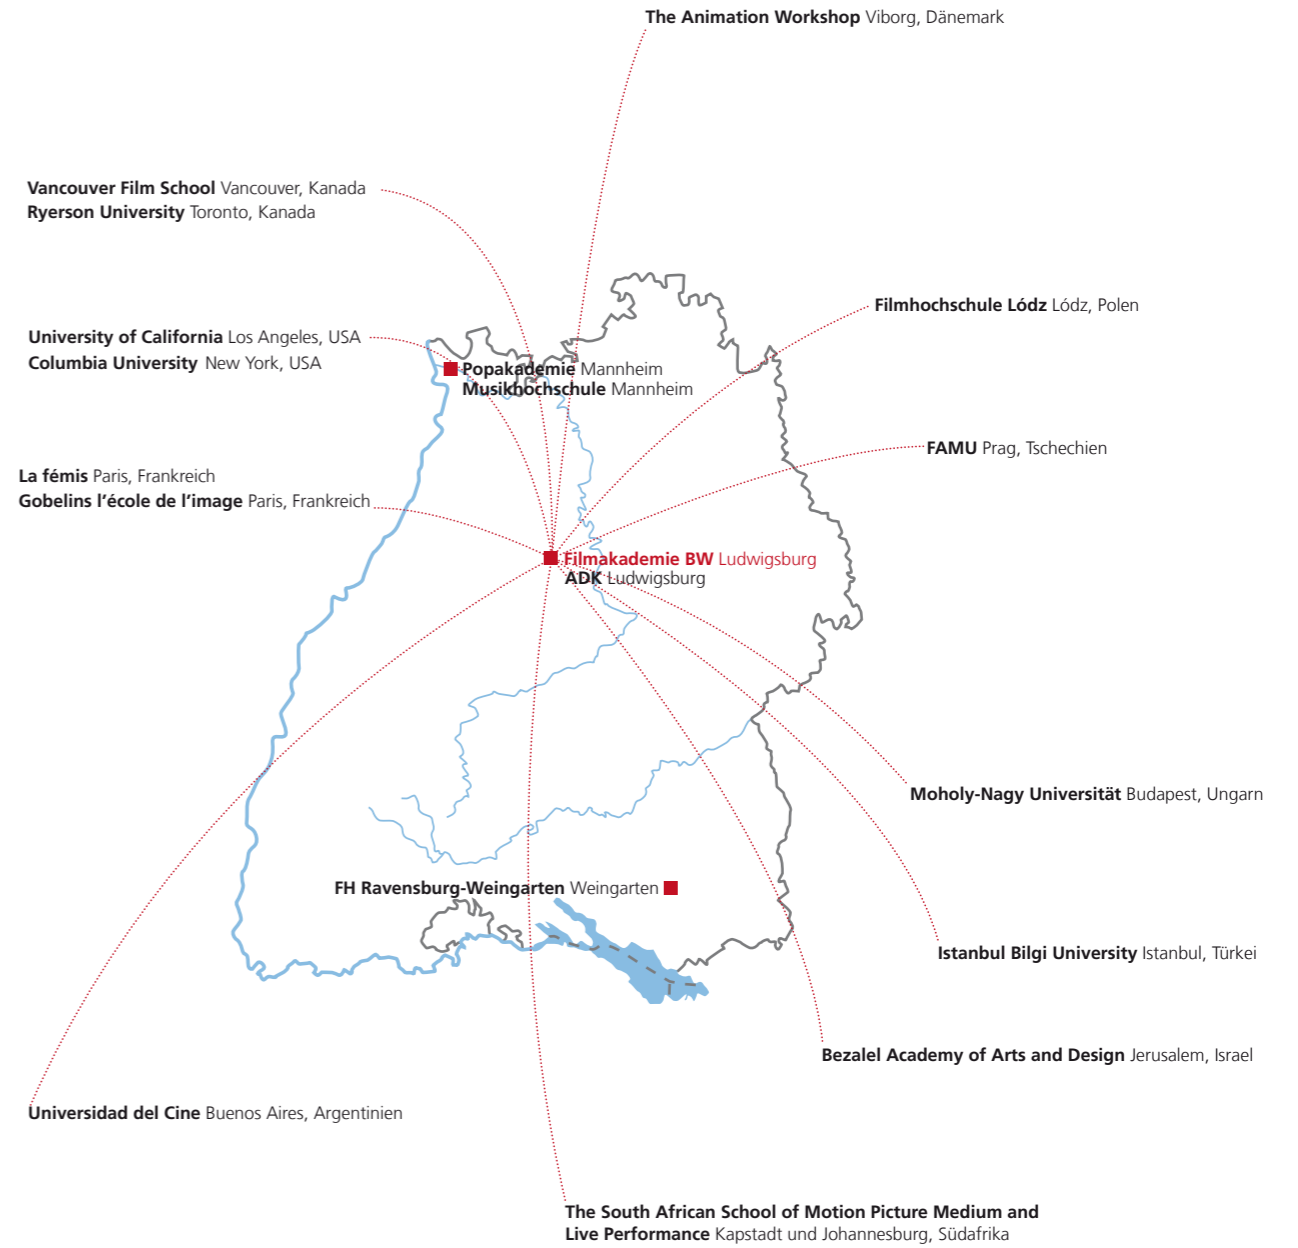 The Animation Workshop Viborg, Dänemark
Vancouver Film School Vancouver, Kanada
Ryerson University Toronto, Kanada
Filmhochschule Lódz Lódz, Polen
University of California Los Angeles, USA
Columbia University New York, USA
Popakademie Mannheim
Musikhochschule Mannheim
FAMU Prag, Tschechien
La fémis Paris, Frankreich
Gobelins l’école de l’image Paris, Frankreich
Filmakademie BW Ludwigsburg
ADK Ludwigsburg
Moholy-Nagy Universität Budapest, Ungarn
FH Ravensburg-Weingarten Weingarten
Istanbul Bilgi University Istanbul, Türkei
Bezalel Academy of Arts and Design Jerusalem, Israel
Universidad del Cine Buenos Aires, Argentinien
The South African School of Motion Picture Medium and
Live Performance Kapstadt und Johannesburg, Südafrika